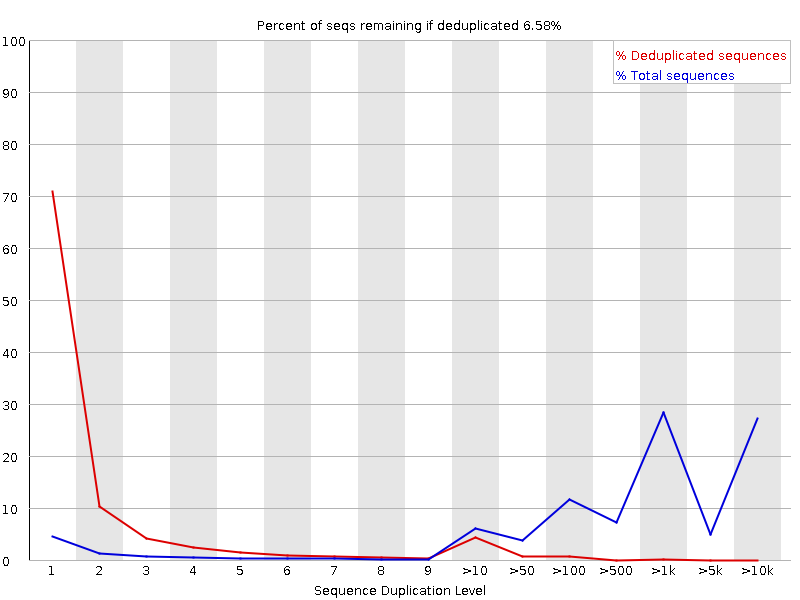 Percent of seqs remaining if deduplicated 6.58%
% Deduplicated sequences
% Total sequences
100
90
80
70
60
50
40
30
20
10
0
1 2 3 4 5 6 7 8 9 >10 >50 >100 >500 >1k >5k >10k
Sequence Duplication Level